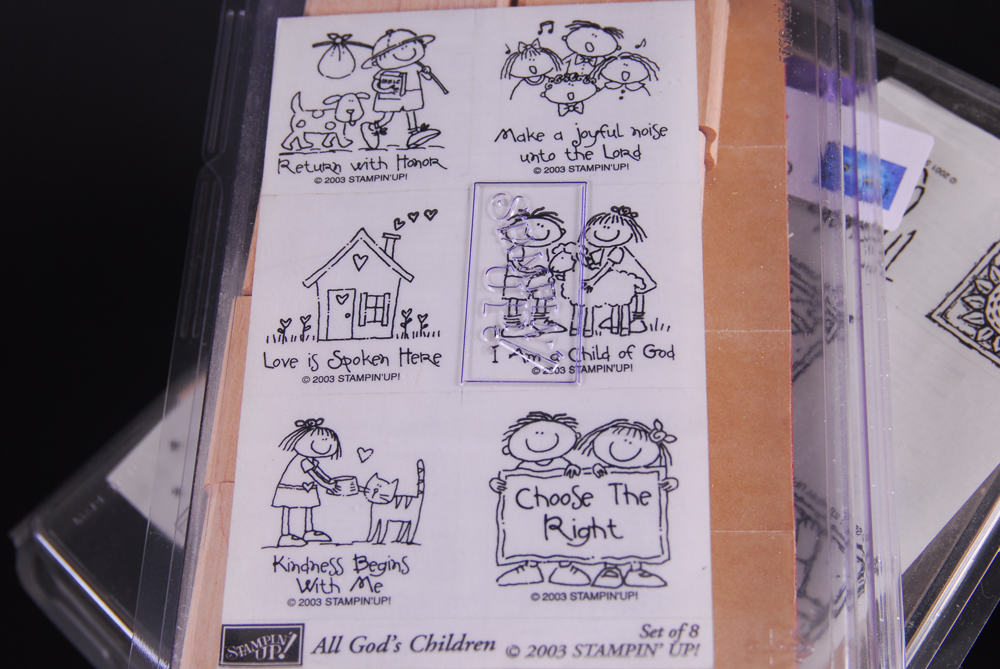 Return with Honor
© 2003 STAMPIN'UP!
Make a joyful noise
unto the Lord
© 2003 STAMPIN'UP!
Love is Spoken Here
© 2003 STAMPIN'UP!
I Am a Child of God
© 2003 STAMPIN'UP!
Kindness Begins
With Me
© 2003 STAMPIN'UP!
Choose The
Right
© 2003 STAMPIN'UP!
STAMPIN'
UP!
All God's Children
Set of 8
© 2003 STAMPIN' UP!